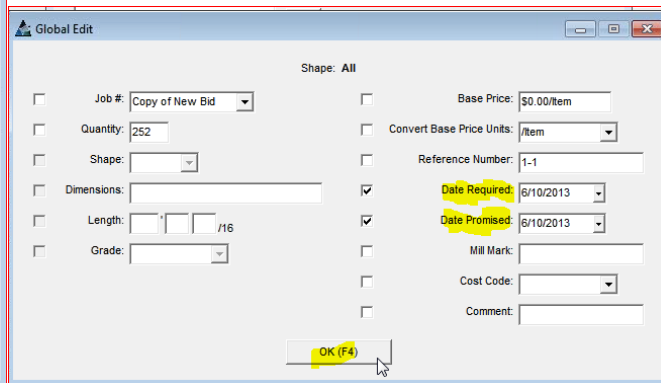 Global Edit
Shape: All
Job #: Copy of New Bid
Quantity: 252
Shape:
Dimensions:
Length: ' /16
Grade:
Base Price: $0.00/Item
Convert Base Price Units: /Item
Reference Number: 1-1
Date Required: 6/10/2013
Date Promised: 6/10/2013
Mill Mark:
Cost Code:
Comment:
OK (F4)